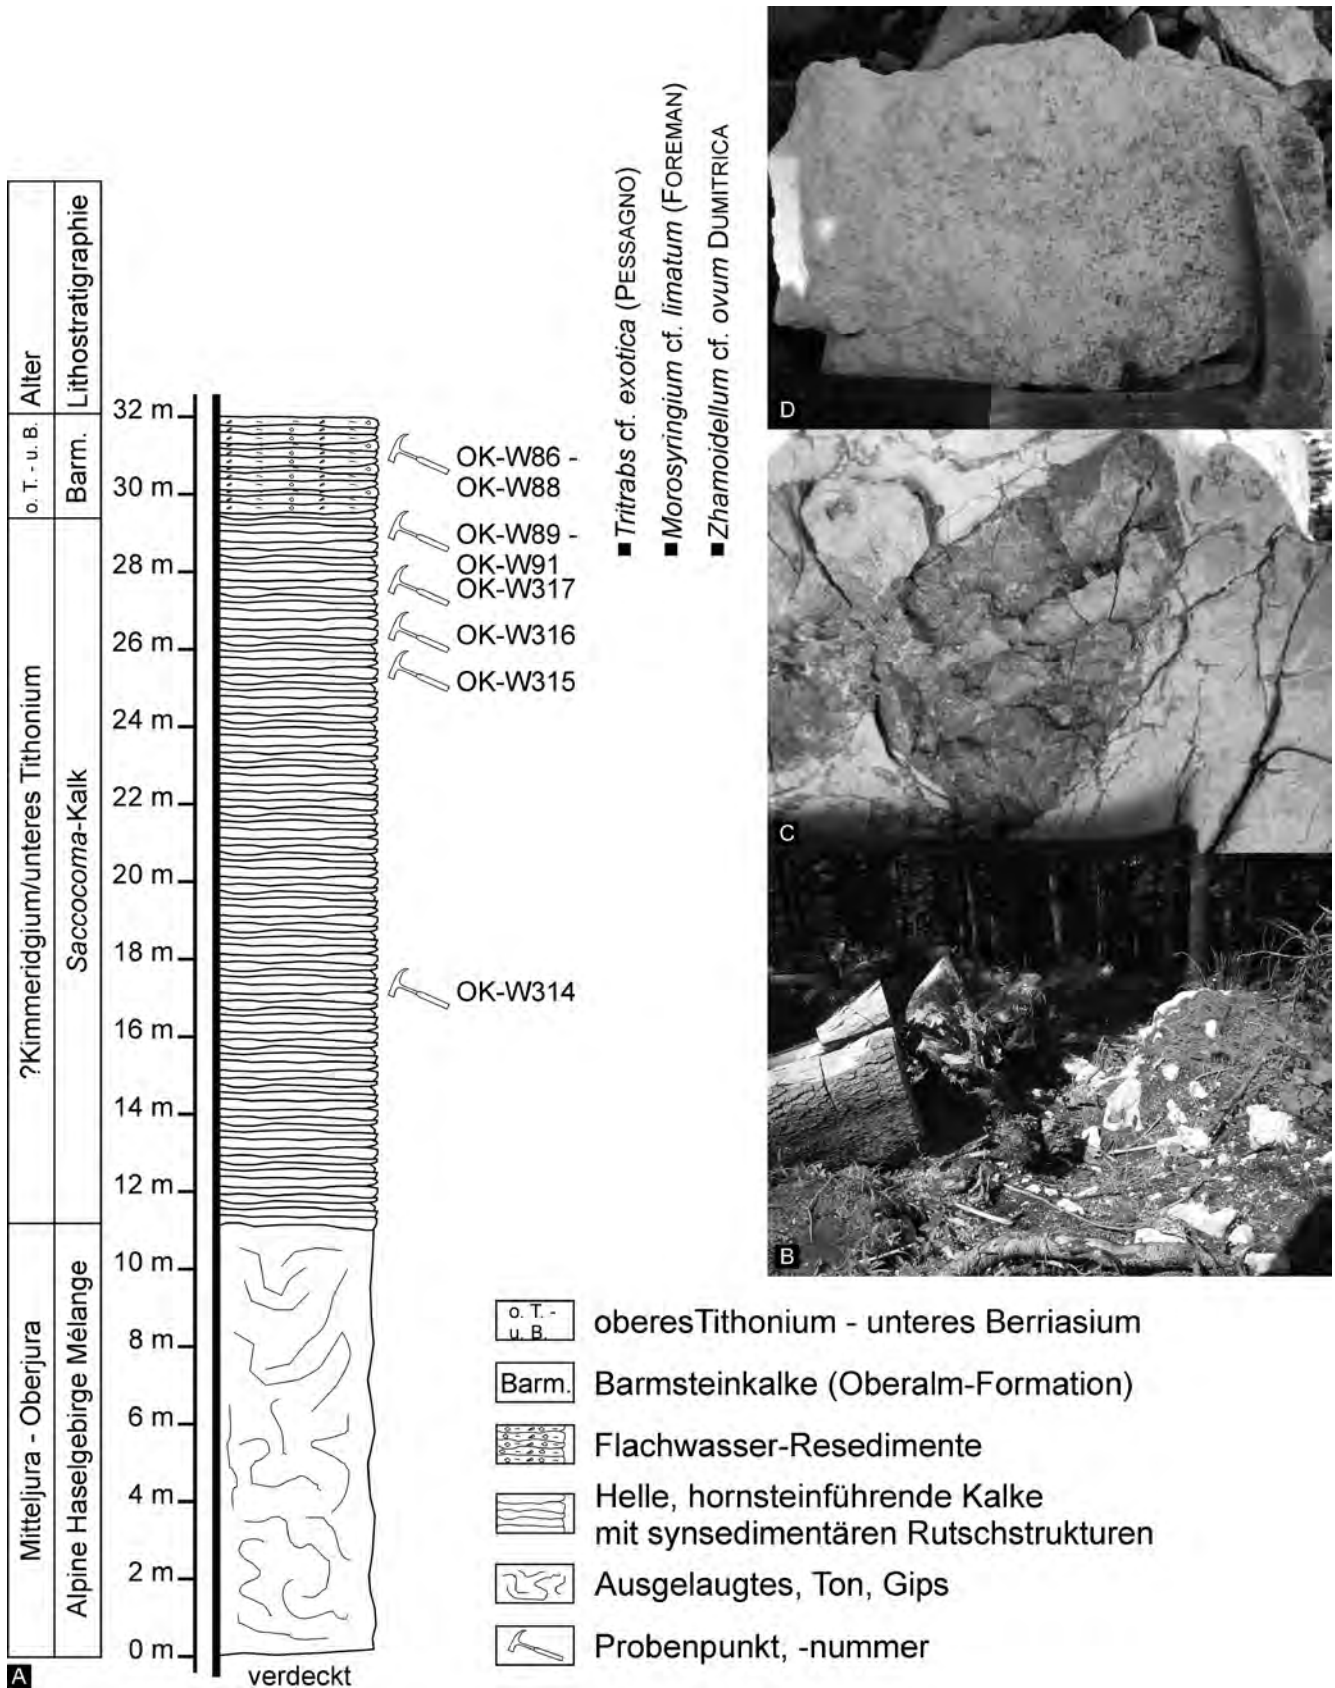 Alter
Lithostratigraphie
o. T. - u. B.
Barm.
?Kimmeridgium/unteres Tithonium
Saccocoma-Kalk
Mitteljura - Oberjura
Alpine Haselgebirge Mélange
32 m
30 m
28 m
26 m
24 m
22 m
20 m
18 m
16 m
14 m
12 m
10 m
8 m
6 m
4 m
2 m
0 m
verdeckt
A
OK-W86 -
OK-W88
OK-W89 -
OK-W91
OK-W317
OK-W316
OK-W315
OK-W314
■ Tritrabs cf. exotica (PESSAGNO)
■ Morosyringium cf. limatum (FOREMAN)
■ Zhamoidellum cf. ovum DUMITRICA
D
C
B
o. T. -
u. B.
oberesTithonium - unteres Berriasium
Barm.
Barmsteinkalke (Oberalm-Formation)
Flachwasser-Resedimente
Helle, hornsteinführende Kalke
mit synsedimentären Rutschstrukturen
Ausgelaugtes, Ton, Gips
Probenpunkt, -nummer